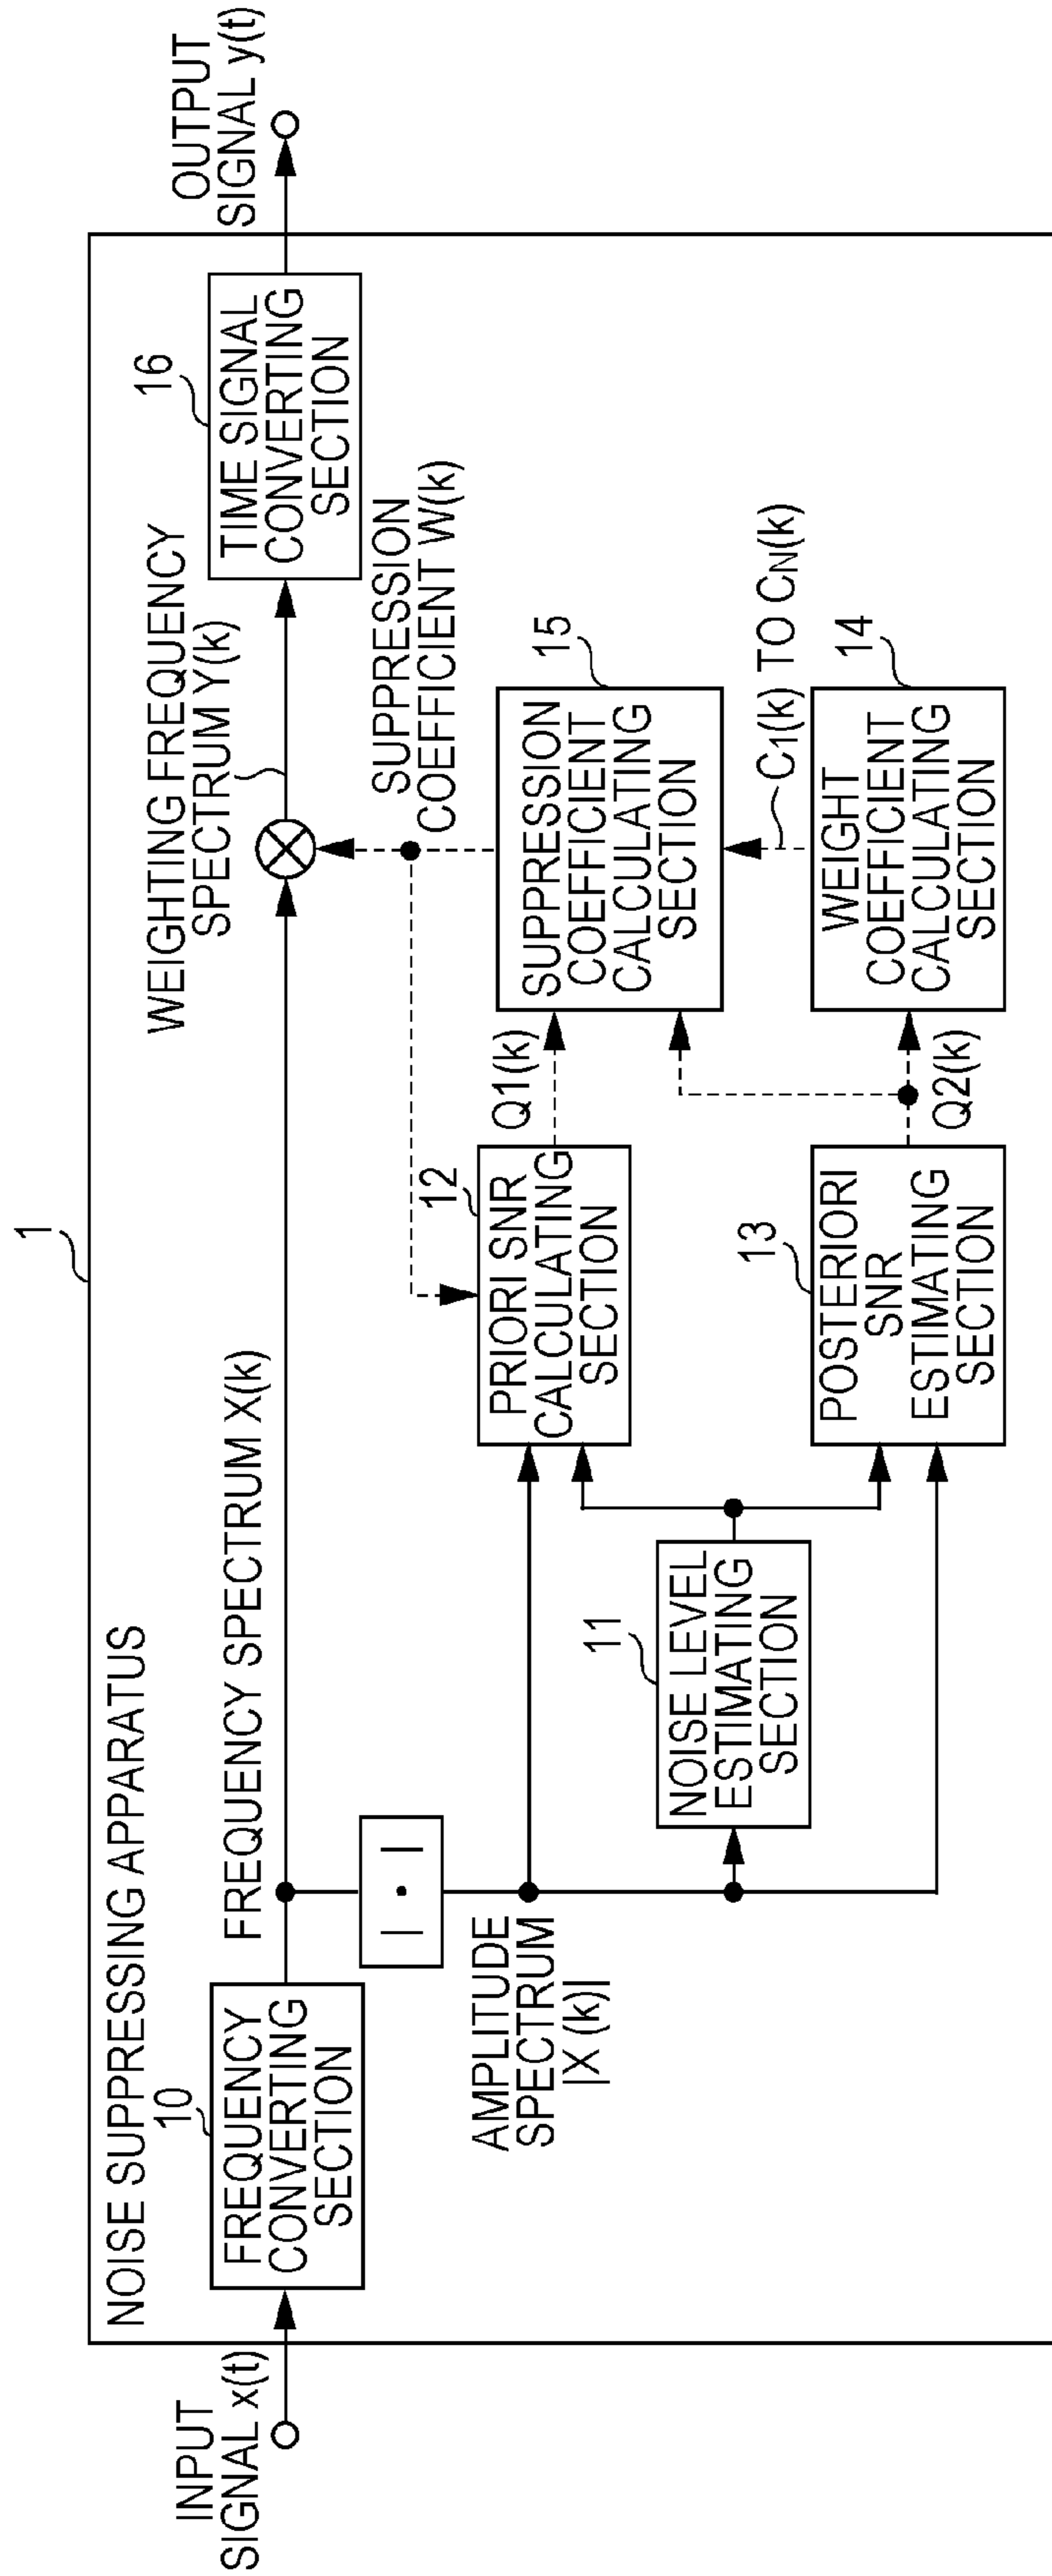 1
NOISE SUPPRESSING APPARATUS
INPUT
SIGNAL x(t)
10
FREQUENCY
CONVERTING
SECTION
FREQUENCY SPECTRUM X(k)
WEIGHTING FREQUENCY
SPECTRUM Y(k)
16
TIME SIGNAL
CONVERTING
SECTION
OUTPUT
SIGNAL y(t)
| • |
AMPLITUDE
SPECTRUM
|X (k)|
11
NOISE LEVEL
ESTIMATING
SECTION
12
PRIORI SNR
CALCULATING
SECTION
Q1(k)
SUPPRESSION
COEFFICIENT W(k)
15
SUPPRESSION
COEFFICIENT
CALCULATING
SECTION
13
POSTERIORI
SNR
ESTIMATING
SECTION
Q2(k)
C1(k) TO CN(k)
14
WEIGHT
COEFFICIENT
CALCULATING
SECTION